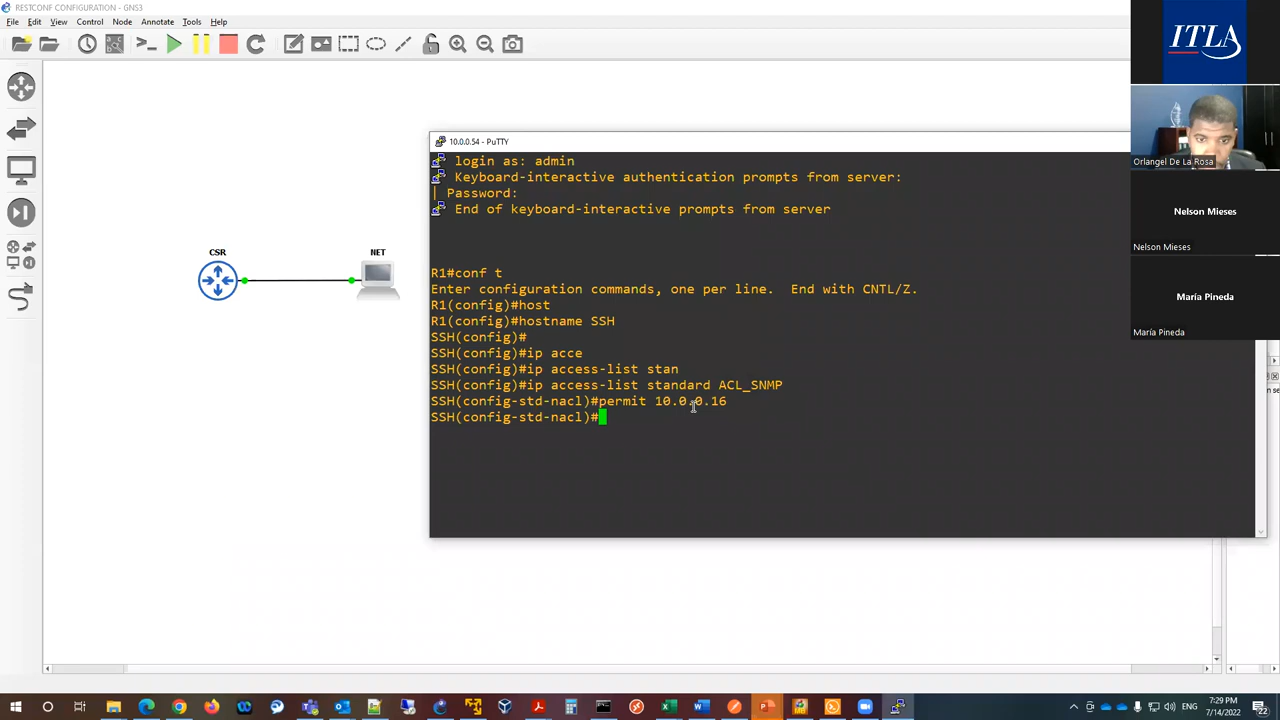 RESTCONF CONFIGURATION - GNS3
File Edit View Control Node Annotate Tools Help
ITLA
Orlangel De La Rosa
Nelson Mieses
Nelson Mieses
María Pineda
María Pineda
CSR
NET
10.0.0.54 - PuTTY
login as: admin
Keyboard-interactive authentication prompts from server:
| Password:
End of keyboard-interactive prompts from server
R1#conf t
Enter configuration commands, one per line. End with CNTL/Z.
R1(config)#host
R1(config)#hostname SSH
SSH(config)#
SSH(config)#ip acce
SSH(config)#ip access-list stan
SSH(config)#ip access-list standard ACL_SNMP
SSH(config-std-nacl)#permit 10.0.0.16
SSH(config-std-nacl)#
7:29 PM
7/14/2022
22